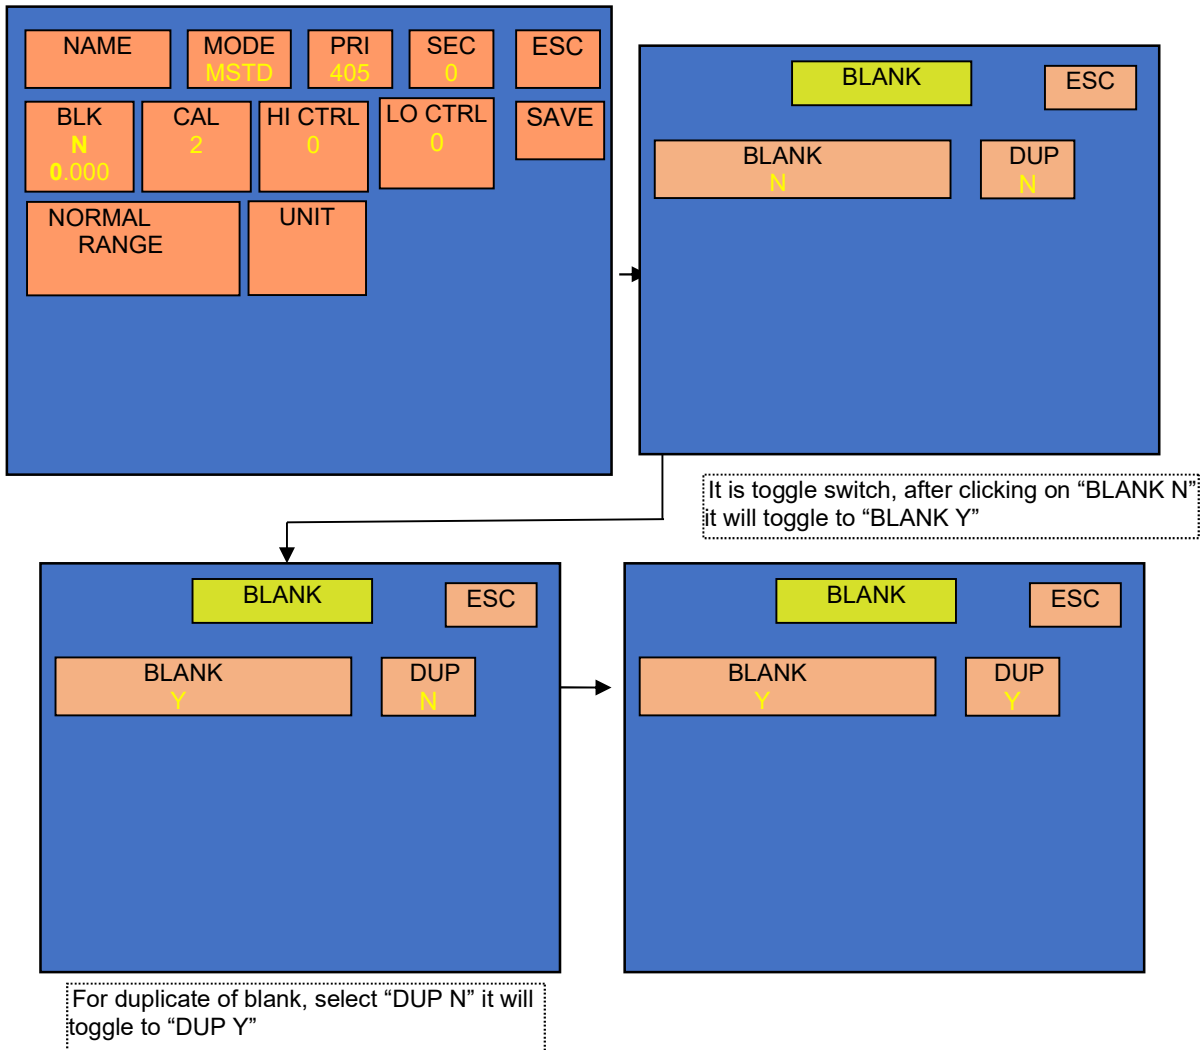 NAME
MODE
MSTD
PRI
405
SEC
0
ESC
BLK
N
0.000
CAL
2
HI CTRL
0
LO CTRL
0
SAVE
NORMAL
RANGE
UNIT
BLANK
ESC
BLANK
N
DUP
N
It is toggle switch, after clicking on “BLANK N”
it will toggle to “BLANK Y”
BLANK
ESC
BLANK
Y
DUP
N
BLANK
ESC
BLANK
Y
DUP
Y
For duplicate of blank, select “DUP N” it will
toggle to “DUP Y”